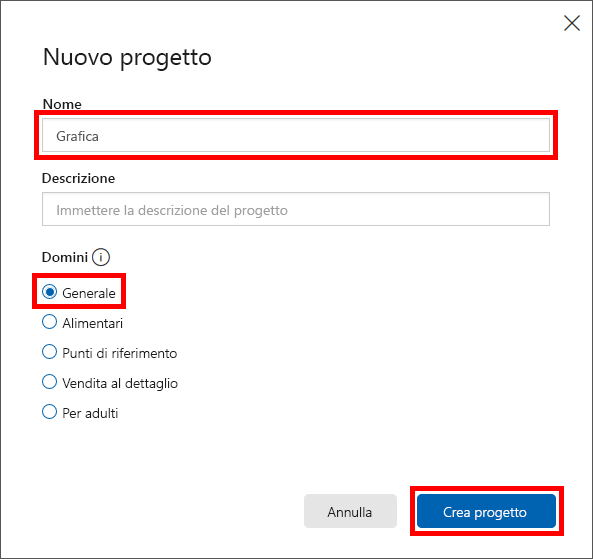 Nuovo progetto
Nome
Grafica
Descrizione
Immettere la descrizione del progetto
Domini i
Generale
Alimentari
Punti di riferimento
Vendita al dettaglio
Per adulti
Annulla Crea progetto